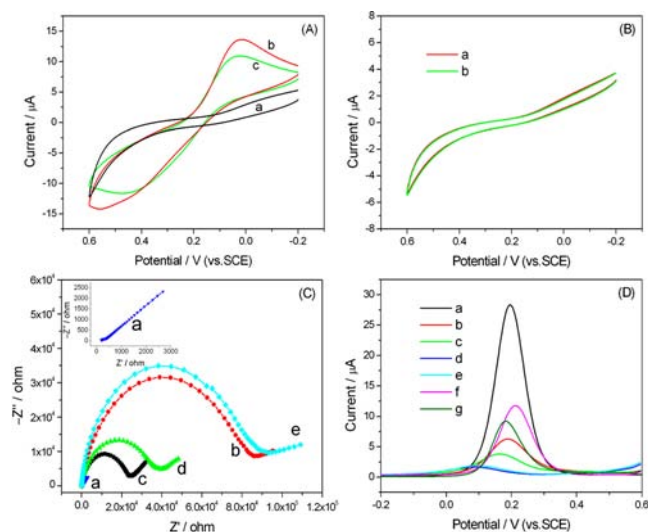 (A)
15
10
5
0
-5
-10
-15
b
c
a
Current / μA
0.6 0.4 0.2 0.0 -0.2
Potential / V (vs.SCE)
(B)
8
6
4
2
0
-2
-4
-6
-8
a
b
Current / μA
0.6 0.4 0.2 0.0 -0.2
Potential / V (vs.SCE)
(C)
6x10⁴
5x10⁴
4x10⁴
3x10⁴
2x10⁴
1x10⁴
0
-Z'' / ohm
2500
2000
1500
1000
500
0
-Z'' / ohm
a
0 1000 2000 3000
Z' / ohm
a
c
d
b
e
0.0 2.0x10⁴ 4.0x10⁴ 6.0x10⁴ 8.0x10⁴ 1.0x10⁵ 1.2x10⁵
Z' / ohm
(D)
30
25
20
15
10
5
0
a
b
c
d
e
f
g
Current / μA
-0.2 0.0 0.2 0.4 0.6
Potential / V (vs.SCE)